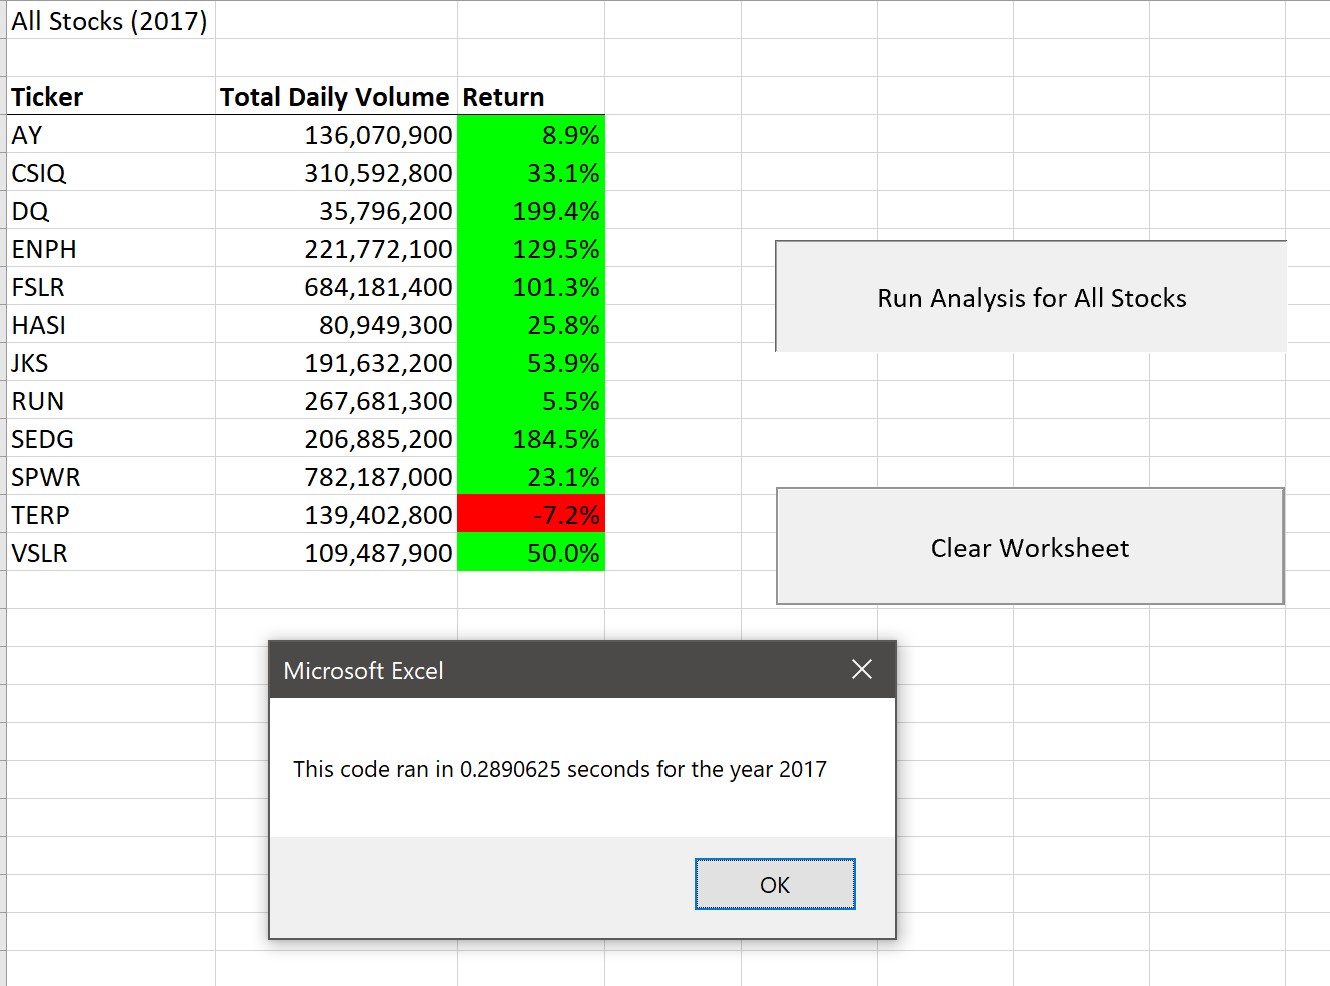 All Stocks (2017)
Ticker Total Daily Volume Return
AY 136,070,900 8.9%
CSIQ 310,592,800 33.1%
DQ 35,796,200 199.4%
ENPH 221,772,100 129.5%
FSLR 684,181,400 101.3%
HASI 80,949,300 25.8%
JKS 191,632,200 53.9%
RUN 267,681,300 5.5%
SEDG 206,885,200 184.5%
SPWR 782,187,000 23.1%
TERP 139,402,800 -7.2%
VSLR 109,487,900 50.0%
Run Analysis for All Stocks
Clear Worksheet
Microsoft Excel
This code ran in 0.2890625 seconds for the year 2017
OK